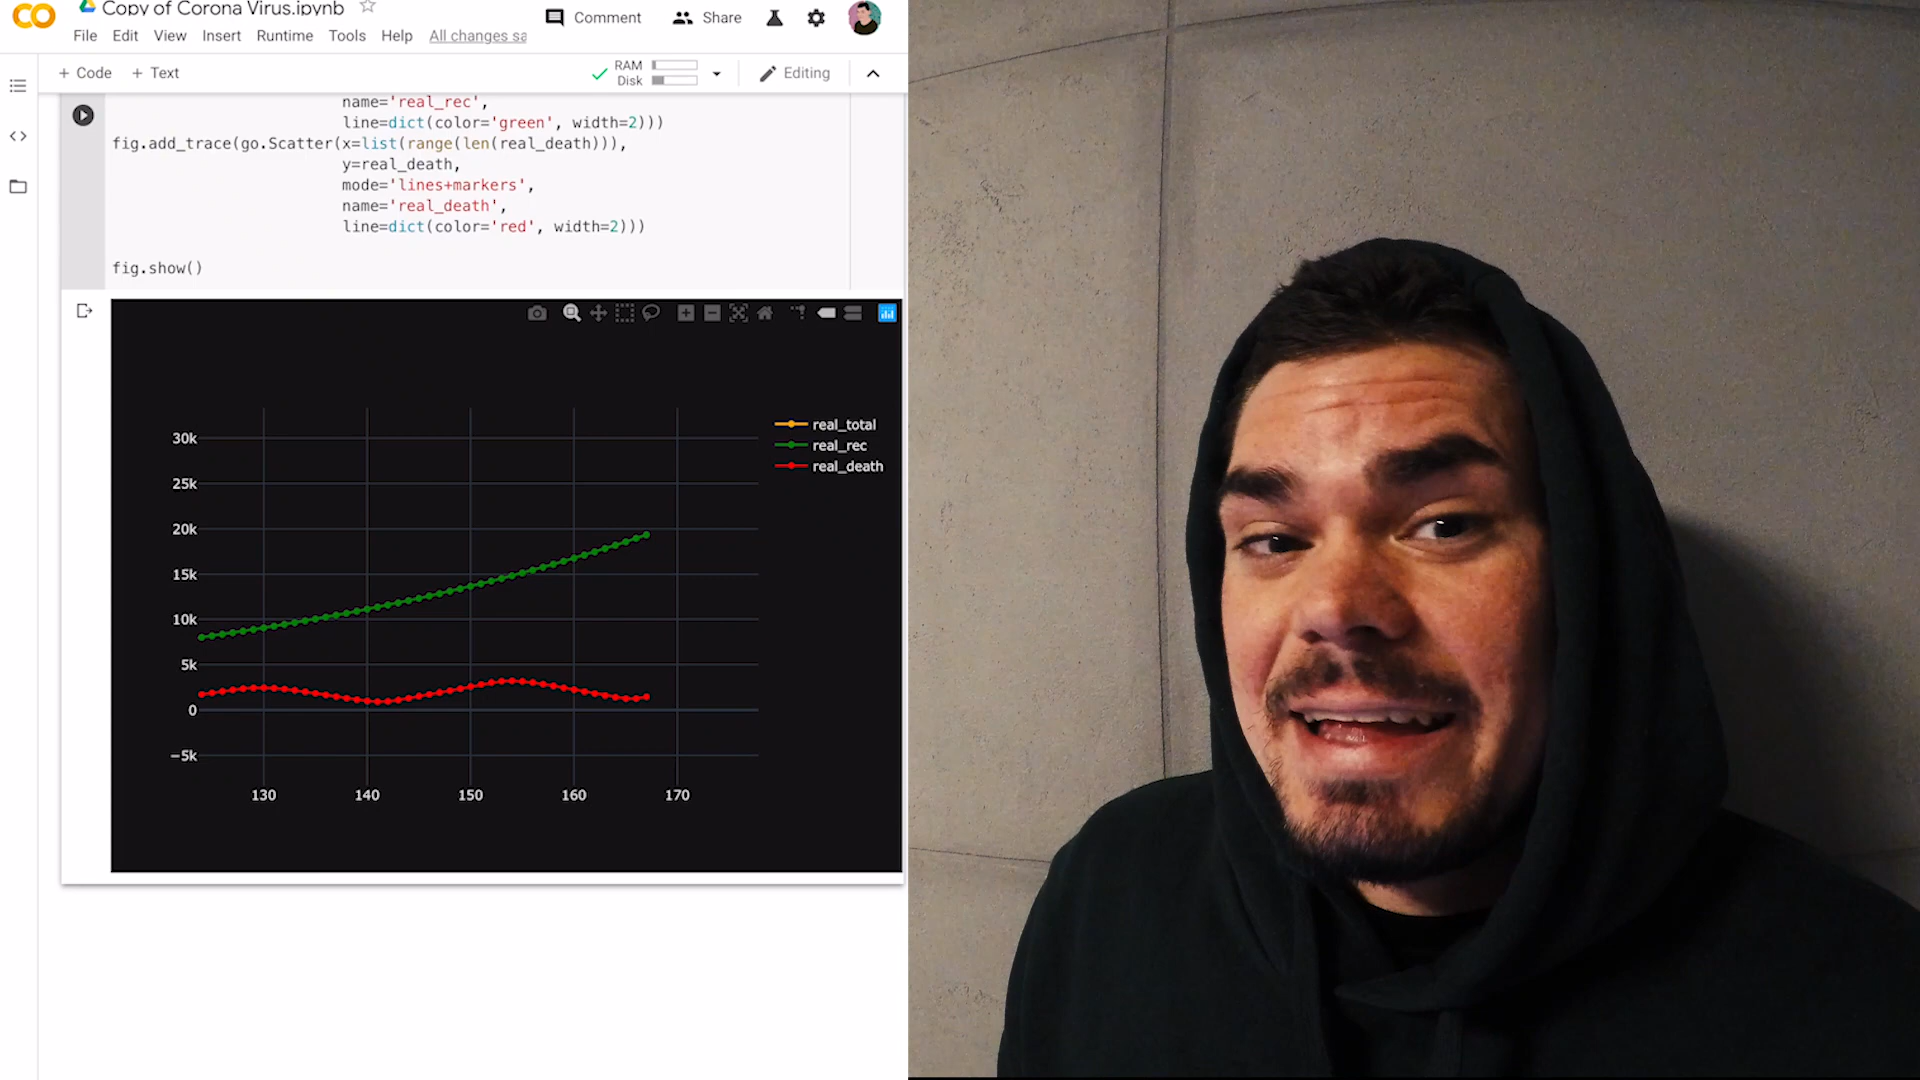 Copy of Corona Virus.ipynb
Comment
Share
File Edit View Insert Runtime Tools Help All changes sa
+ Code + Text
RAM
Disk
Editing
name='real_rec',
line=dict(color='green', width=2)))
fig.add_trace(go.Scatter(x=list(range(len(real_death))),
y=real_death,
mode='lines+markers',
name='real_death',
line=dict(color='red', width=2)))
fig.show()
real_total
real_rec
real_death
30k
25k
20k
15k
10k
5k
0
−5k
130 140 150 160 170